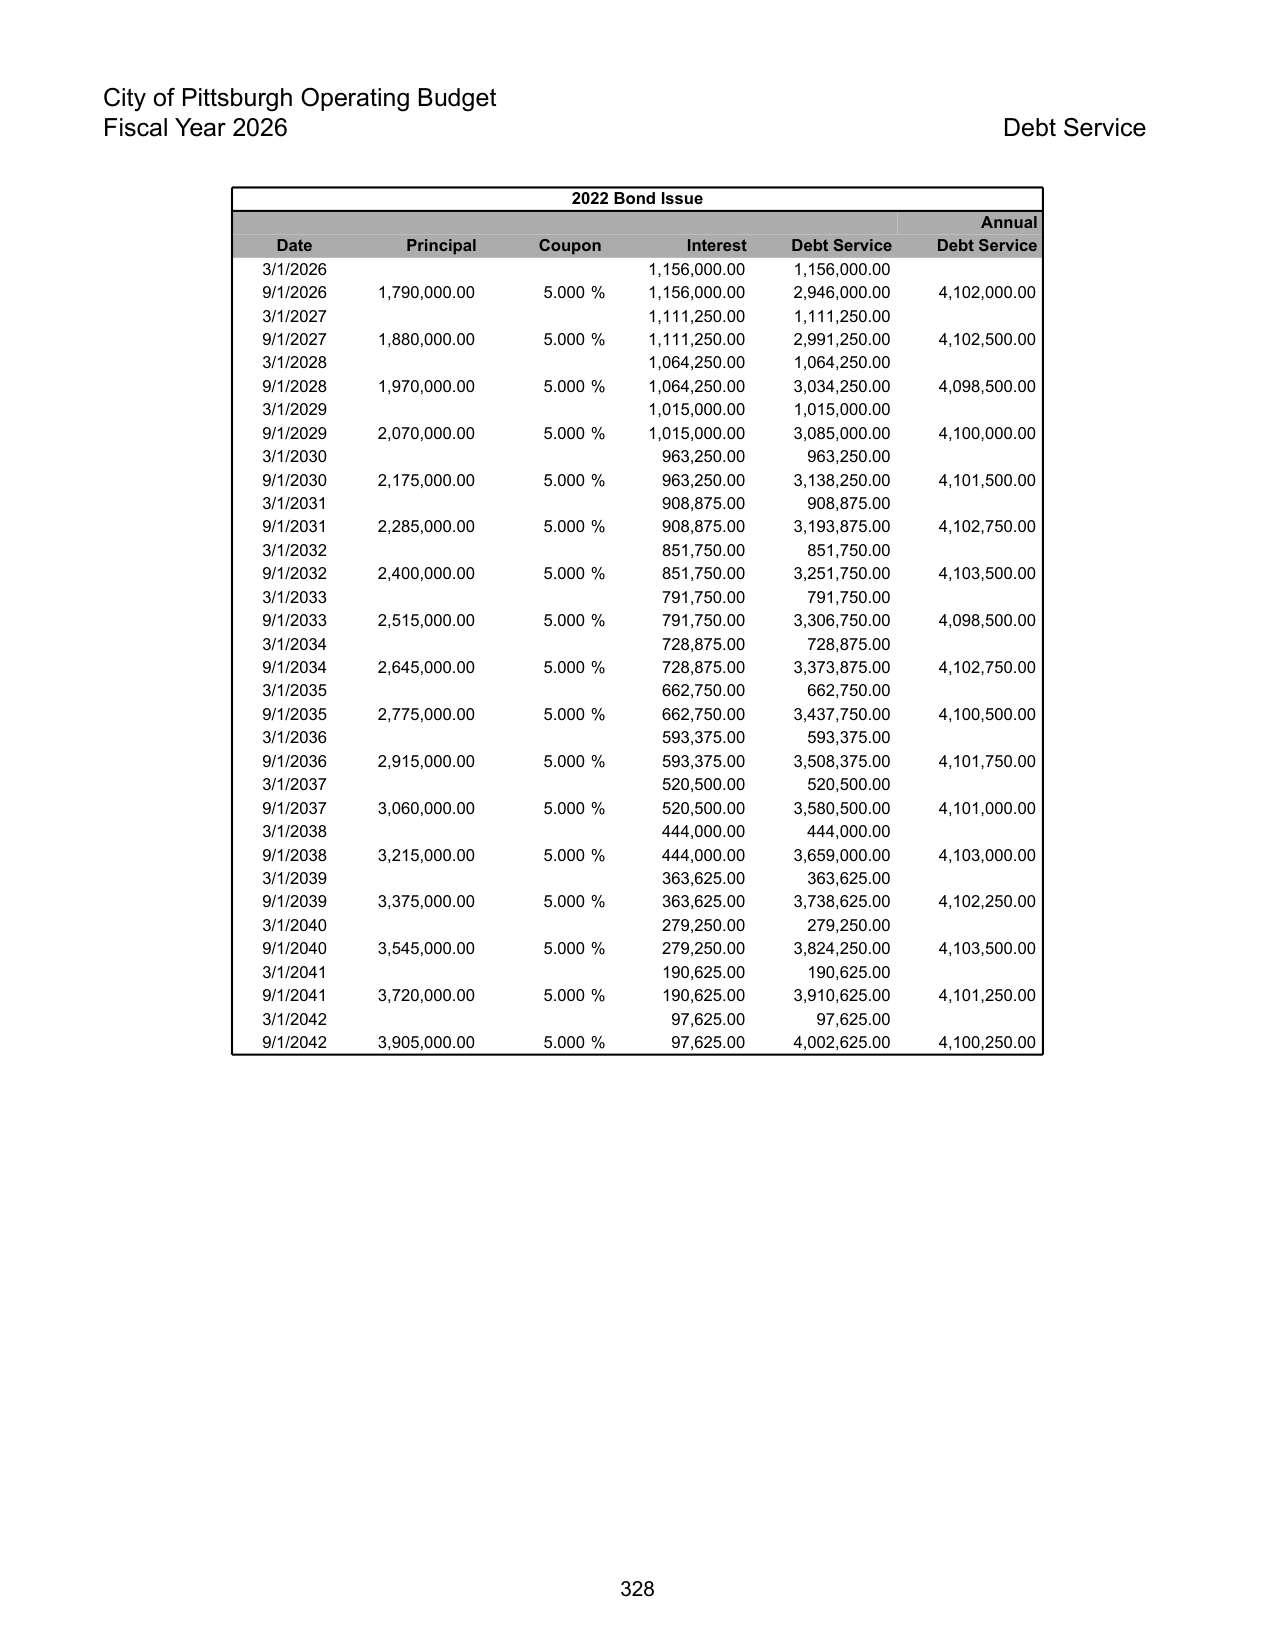 City of Pittsburgh Operating Budget
Fiscal Year 2026 Debt Service
2022 Bond Issue
Annual
Date Principal Coupon Interest Debt Service Debt Service
3/1/2026 1,156,000.00 1,156,000.00
9/1/2026 1,790,000.00 5.000 % 1,156,000.00 2,946,000.00 4,102,000.00
3/1/2027 1,111,250.00 1,111,250.00
9/1/2027 1,880,000.00 5.000 % 1,111,250.00 2,991,250.00 4,102,500.00
3/1/2028 1,064,250.00 1,064,250.00
9/1/2028 1,970,000.00 5.000 % 1,064,250.00 3,034,250.00 4,098,500.00
3/1/2029 1,015,000.00 1,015,000.00
9/1/2029 2,070,000.00 5.000 % 1,015,000.00 3,085,000.00 4,100,000.00
3/1/2030 963,250.00 963,250.00
9/1/2030 2,175,000.00 5.000 % 963,250.00 3,138,250.00 4,101,500.00
3/1/2031 908,875.00 908,875.00
9/1/2031 2,285,000.00 5.000 % 908,875.00 3,193,875.00 4,102,750.00
3/1/2032 851,750.00 851,750.00
9/1/2032 2,400,000.00 5.000 % 851,750.00 3,251,750.00 4,103,500.00
3/1/2033 791,750.00 791,750.00
9/1/2033 2,515,000.00 5.000 % 791,750.00 3,306,750.00 4,098,500.00
3/1/2034 728,875.00 728,875.00
9/1/2034 2,645,000.00 5.000 % 728,875.00 3,373,875.00 4,102,750.00
3/1/2035 662,750.00 662,750.00
9/1/2035 2,775,000.00 5.000 % 662,750.00 3,437,750.00 4,100,500.00
3/1/2036 593,375.00 593,375.00
9/1/2036 2,915,000.00 5.000 % 593,375.00 3,508,375.00 4,101,750.00
3/1/2037 520,500.00 520,500.00
9/1/2037 3,060,000.00 5.000 % 520,500.00 3,580,500.00 4,101,000.00
3/1/2038 444,000.00 444,000.00
9/1/2038 3,215,000.00 5.000 % 444,000.00 3,659,000.00 4,103,000.00
3/1/2039 363,625.00 363,625.00
9/1/2039 3,375,000.00 5.000 % 363,625.00 3,738,625.00 4,102,250.00
3/1/2040 279,250.00 279,250.00
9/1/2040 3,545,000.00 5.000 % 279,250.00 3,824,250.00 4,103,500.00
3/1/2041 190,625.00 190,625.00
9/1/2041 3,720,000.00 5.000 % 190,625.00 3,910,625.00 4,101,250.00
3/1/2042 97,625.00 97,625.00
9/1/2042 3,905,000.00 5.000 % 97,625.00 4,002,625.00 4,100,250.00
328